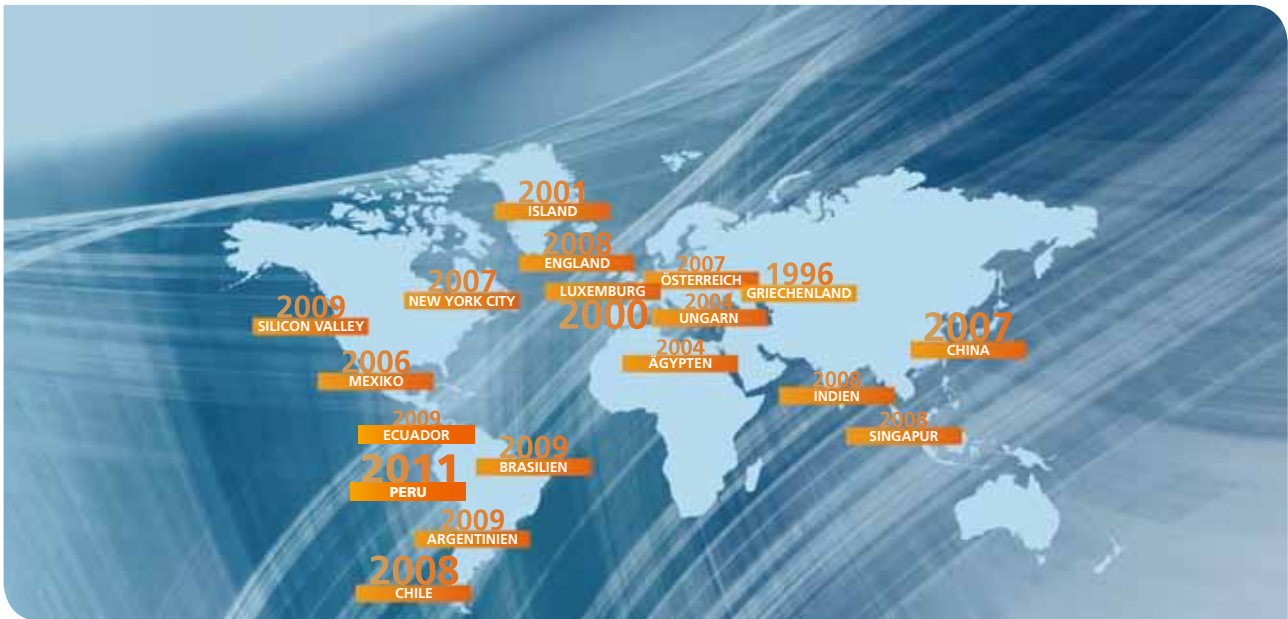 2001
ISLAND
2008
ENGLAND
2007
ÖSTERREICH
1996
GRIECHENLAND
2007
NEW YORK CITY
LUXEMBURG
2000
2004
UNGARN
2009
SILICON VALLEY
2007
CHINA
2004
ÄGYPTEN
2006
MEXIKO
2008
INDIEN
2009
ECUADOR
2008
SINGAPUR
2009
BRASILIEN
2011
PERU
2009
ARGENTINIEN
2008
CHILE